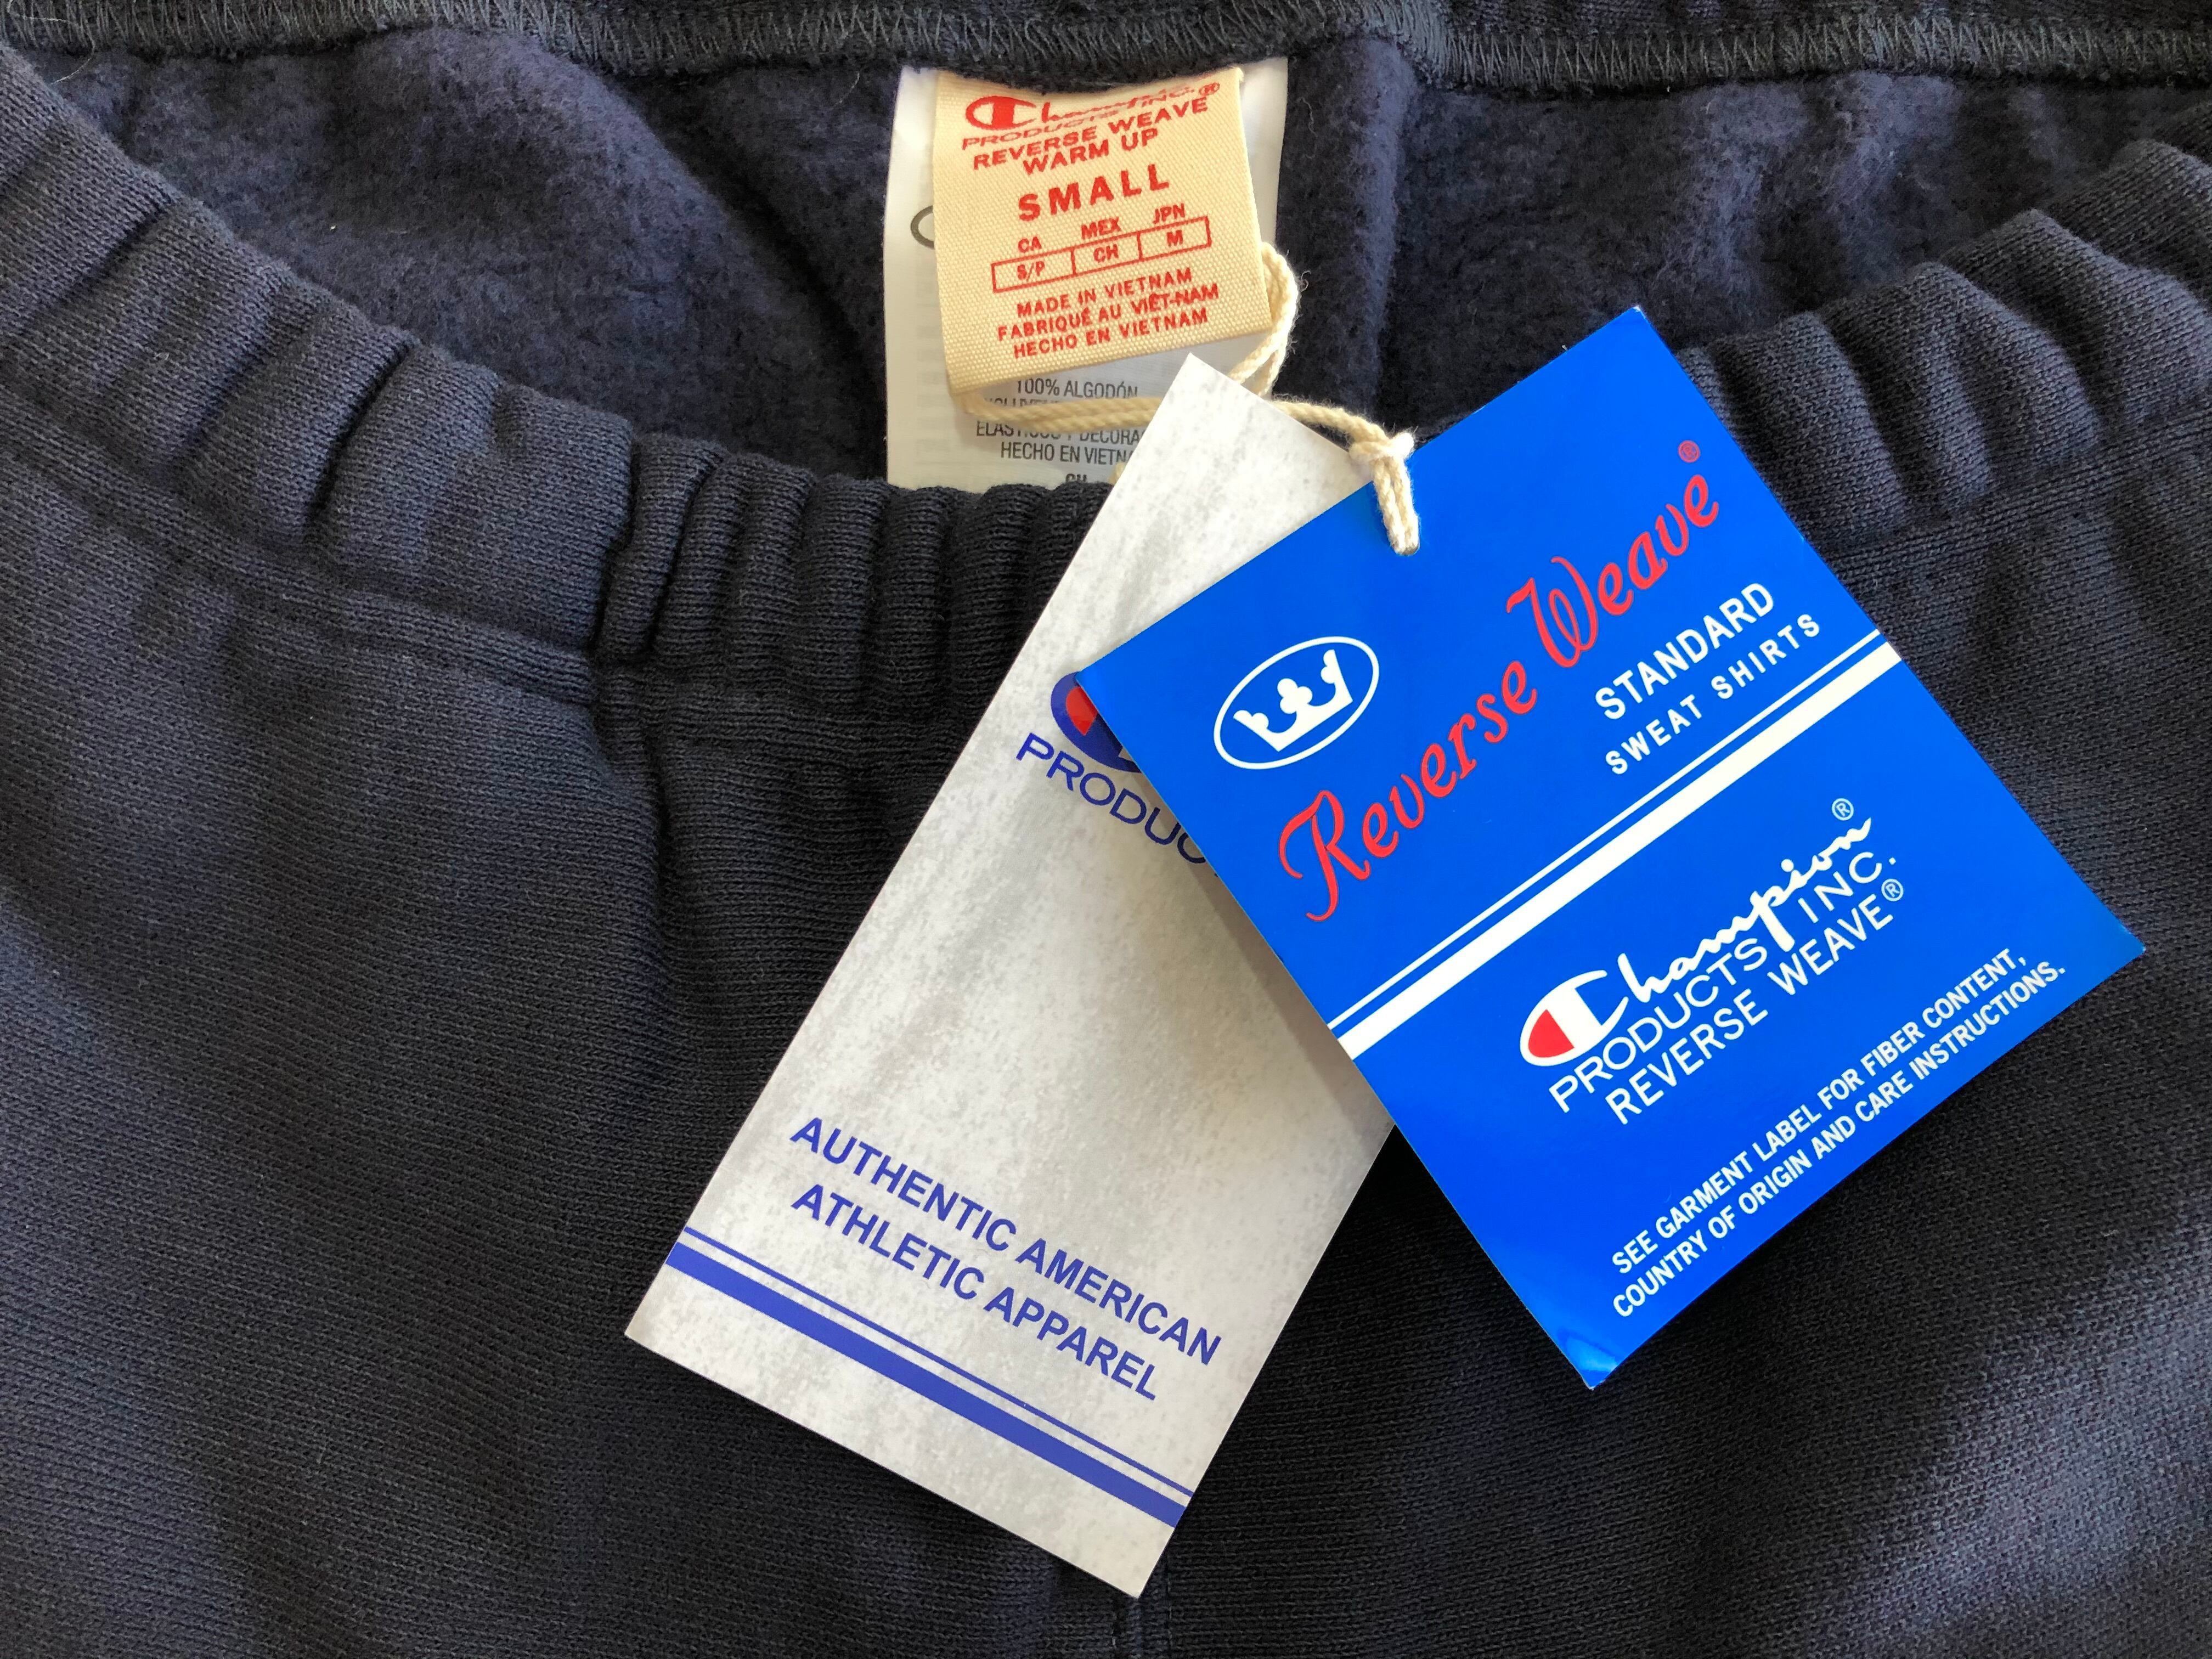 Champion
PRODUCTS INC.®
REVERSE WEAVE
WARM UP
SMALL
CA MEX JPN
S/P CH M
MADE IN VIETNAM
FABRIQUÉ AU VIÊT-NAM
HECHO EN VIETNAM
100% ALGODÓN
HECHO EN
Reverse Weave®
STANDARD
SWEAT SHIRTS
Champion®
PRODUCTS INC.
REVERSE WEAVE®
SEE GARMENT LABEL FOR FIBER CONTENT,
COUNTRY OF ORIGIN AND CARE INSTRUCTIONS.
AUTHENTIC AMERICAN
ATHLETIC APPAREL